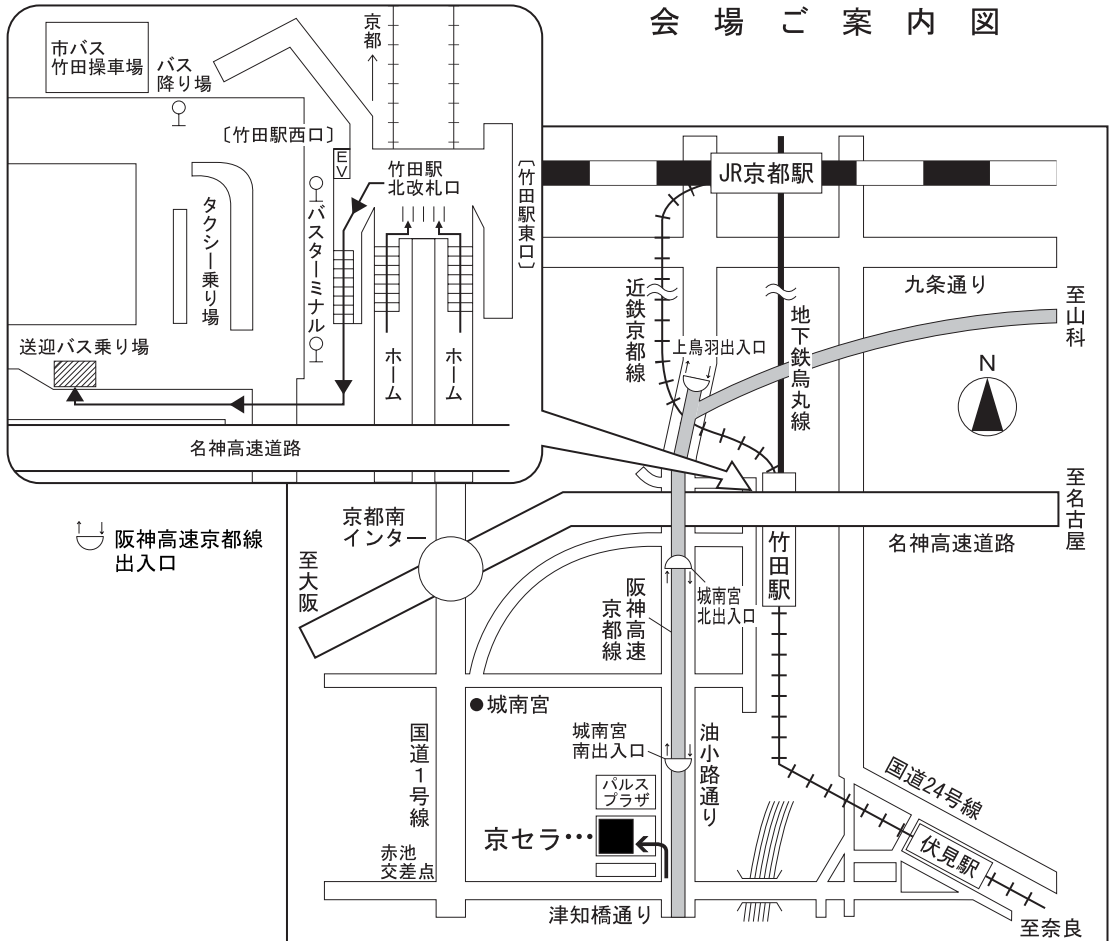 会場ご案内図
市バス
竹田操車場
バス
降り場
京都
〔竹田駅西口〕
EV
竹田駅
北改札口
〔竹田駅東口〕
タクシー乗り場
バスターミナル
送迎バス乗り場
ホーム
ホーム
名神高速道路
JR京都駅
九条通り
近鉄京都線
地下鉄烏丸線
至山科
上鳥羽出入口
N
至名古屋
阪神高速京都線
出入口
京都南
インター
至大阪
名神高速道路
竹田駅
城南宮
北出入口
阪神高速
京都線
城南宮
国道1号線
城南宮
南出入口
油小路通り
パルス
プラザ
京セラ…
赤池
交差点
津知橋通り
国道24号線
伏見駅
至奈良